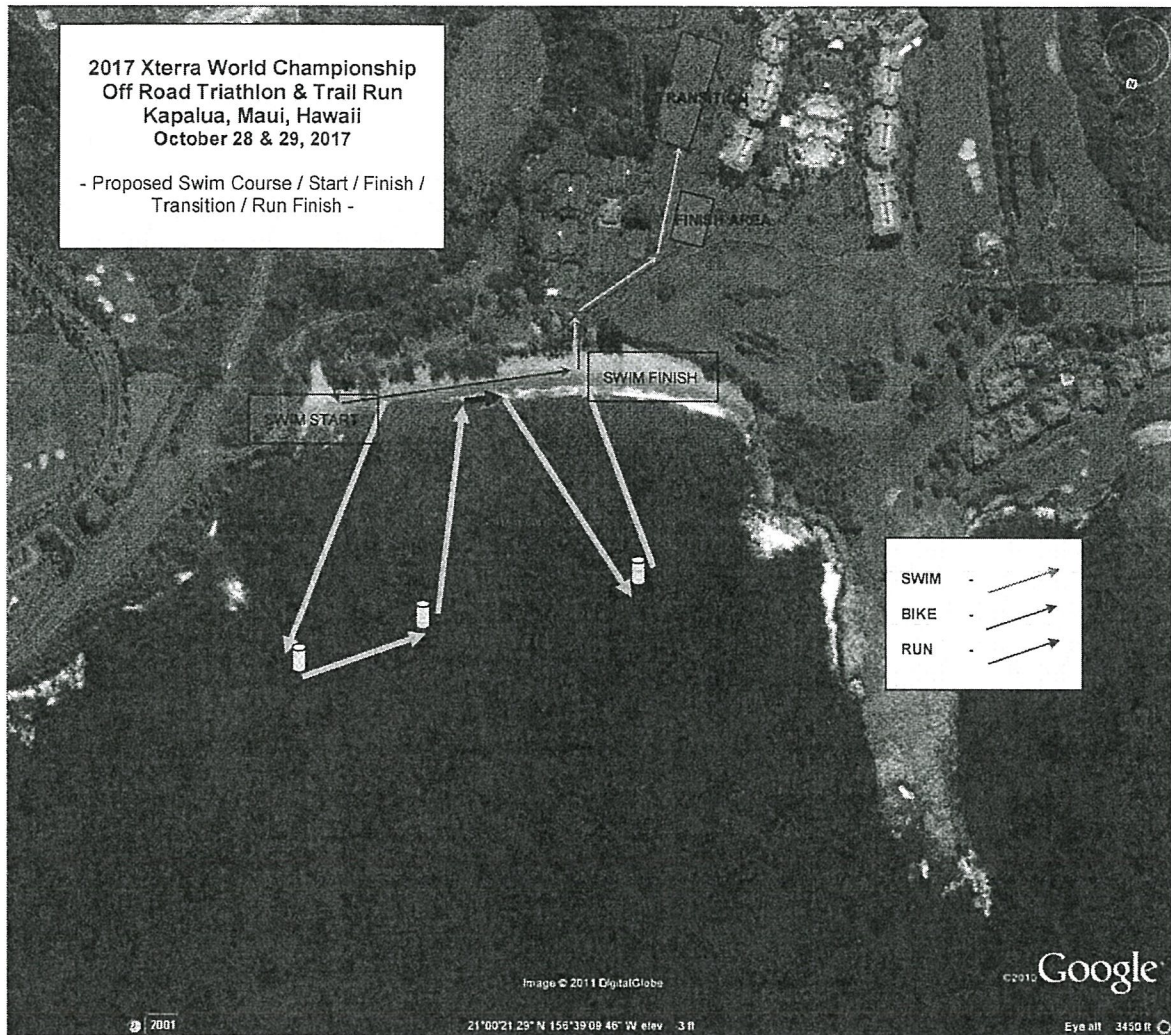 2017 Xterra World Championship
Off Road Triathlon & Trail Run
Kapalua, Maui, Hawaii
October 28 & 29, 2017
- Proposed Swim Course / Start / Finish /
Transition / Run Finish -
N
TRANSITION
FINISH AREA
SWIM FINISH
SWIM START
SWIM -
BIKE -
RUN -
Image © 2011 DigitalGlobe
©2010 Google
2001
21°00'21.29" N 156°39'09.46" W elev 3 ft
Eye alt 3450 ft